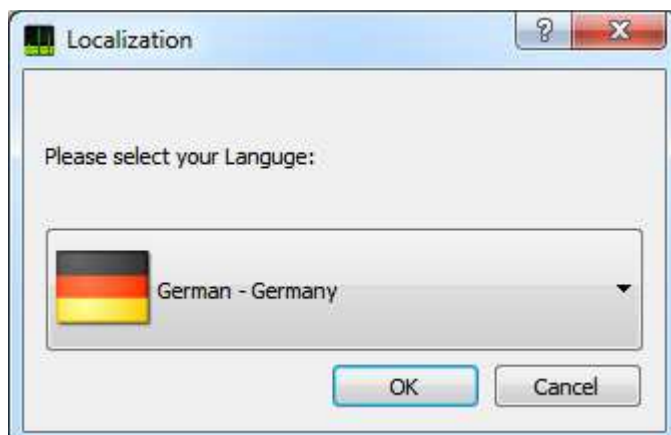 Localization
Please select your Languge:
German - Germany
OK
Cancel